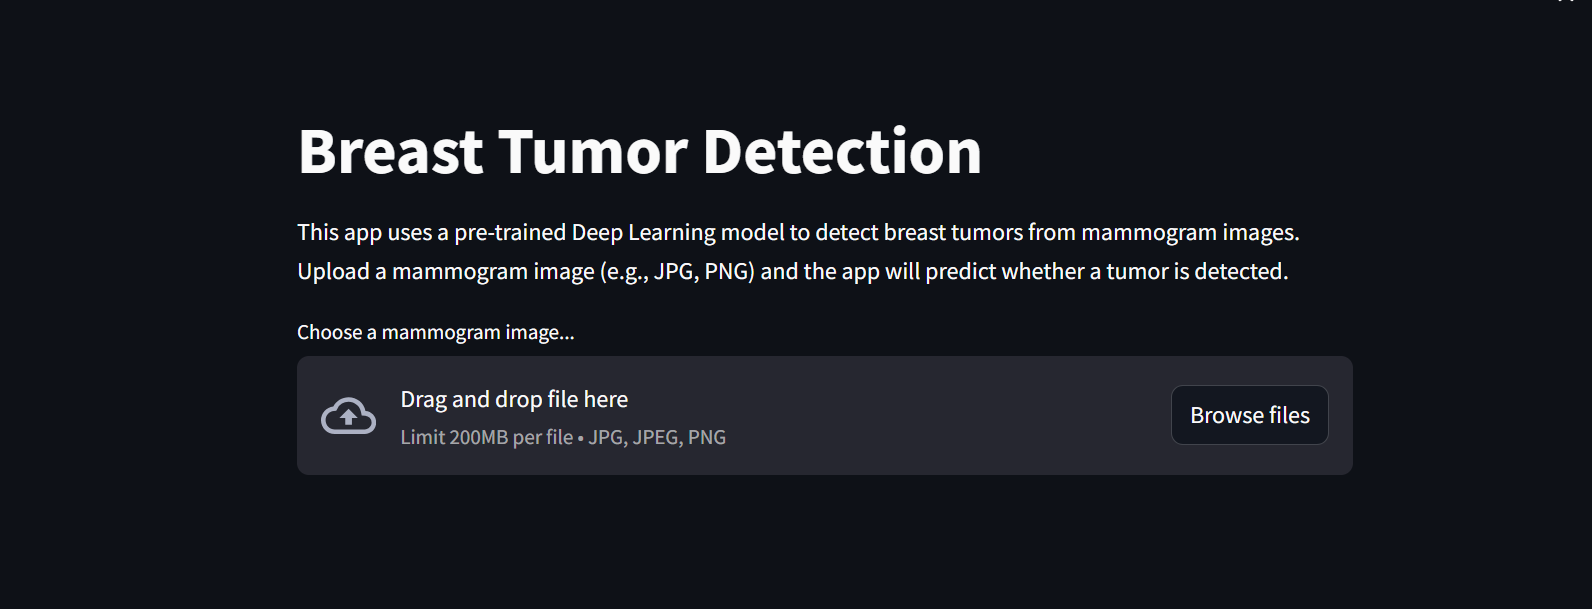 Breast Tumor Detection
This app uses a pre-trained Deep Learning model to detect breast tumors from mammogram images.
Upload a mammogram image (e.g., JPG, PNG) and the app will predict whether a tumor is detected.
Choose a mammogram image...
Drag and drop file here
Limit 200MB per file • JPG, JPEG, PNG
Browse files